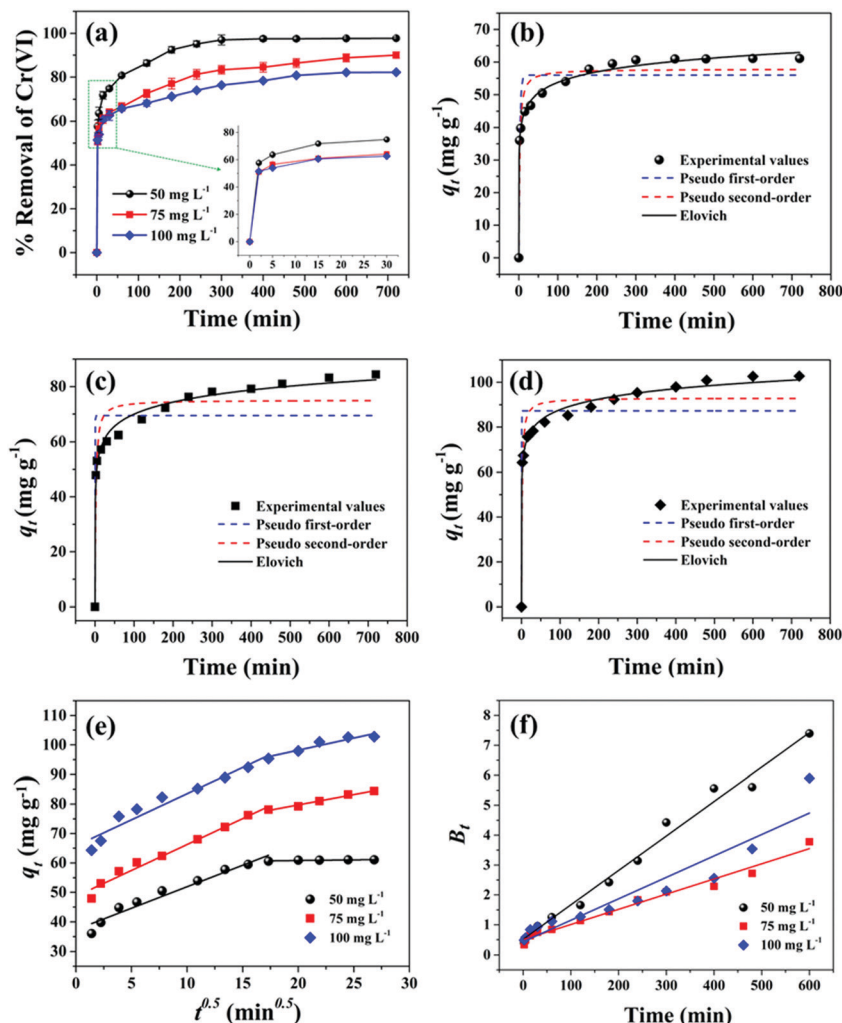 (a)
% Removal of Cr(VI)
100
80
60
40
20
0
50 mg L⁻¹
75 mg L⁻¹
100 mg L⁻¹
80
60
40
20
0
0 5 10 15 20 25 30
0 100 200 300 400 500 600 700
Time (min)
(b)
qt (mg g⁻¹)
70
60
50
40
30
20
10
0
Experimental values
Pseudo first-order
Pseudo second-order
Elovich
0 100 200 300 400 500 600 700 800
Time (min)
(c)
qt (mg g⁻¹)
80
60
40
20
0
Experimental values
Pseudo first-order
Pseudo second-order
Elovich
0 100 200 300 400 500 600 700 800
Time (min)
(d)
qt (mg g⁻¹)
100
80
60
40
20
0
Experimental values
Pseudo first-order
Pseudo second-order
Elovich
0 100 200 300 400 500 600 700 800
Time (min)
(e)
qt (mg g⁻¹)
110
100
90
80
70
60
50
40
30
50 mg L⁻¹
75 mg L⁻¹
100 mg L⁻¹
0 5 10 15 20 25 30
t⁰·⁵ (min⁰·⁵)
(f)
Bt
8
7
6
5
4
3
2
1
0
50 mg L⁻¹
75 mg L⁻¹
100 mg L⁻¹
0 100 200 300 400 500 600
Time (min)